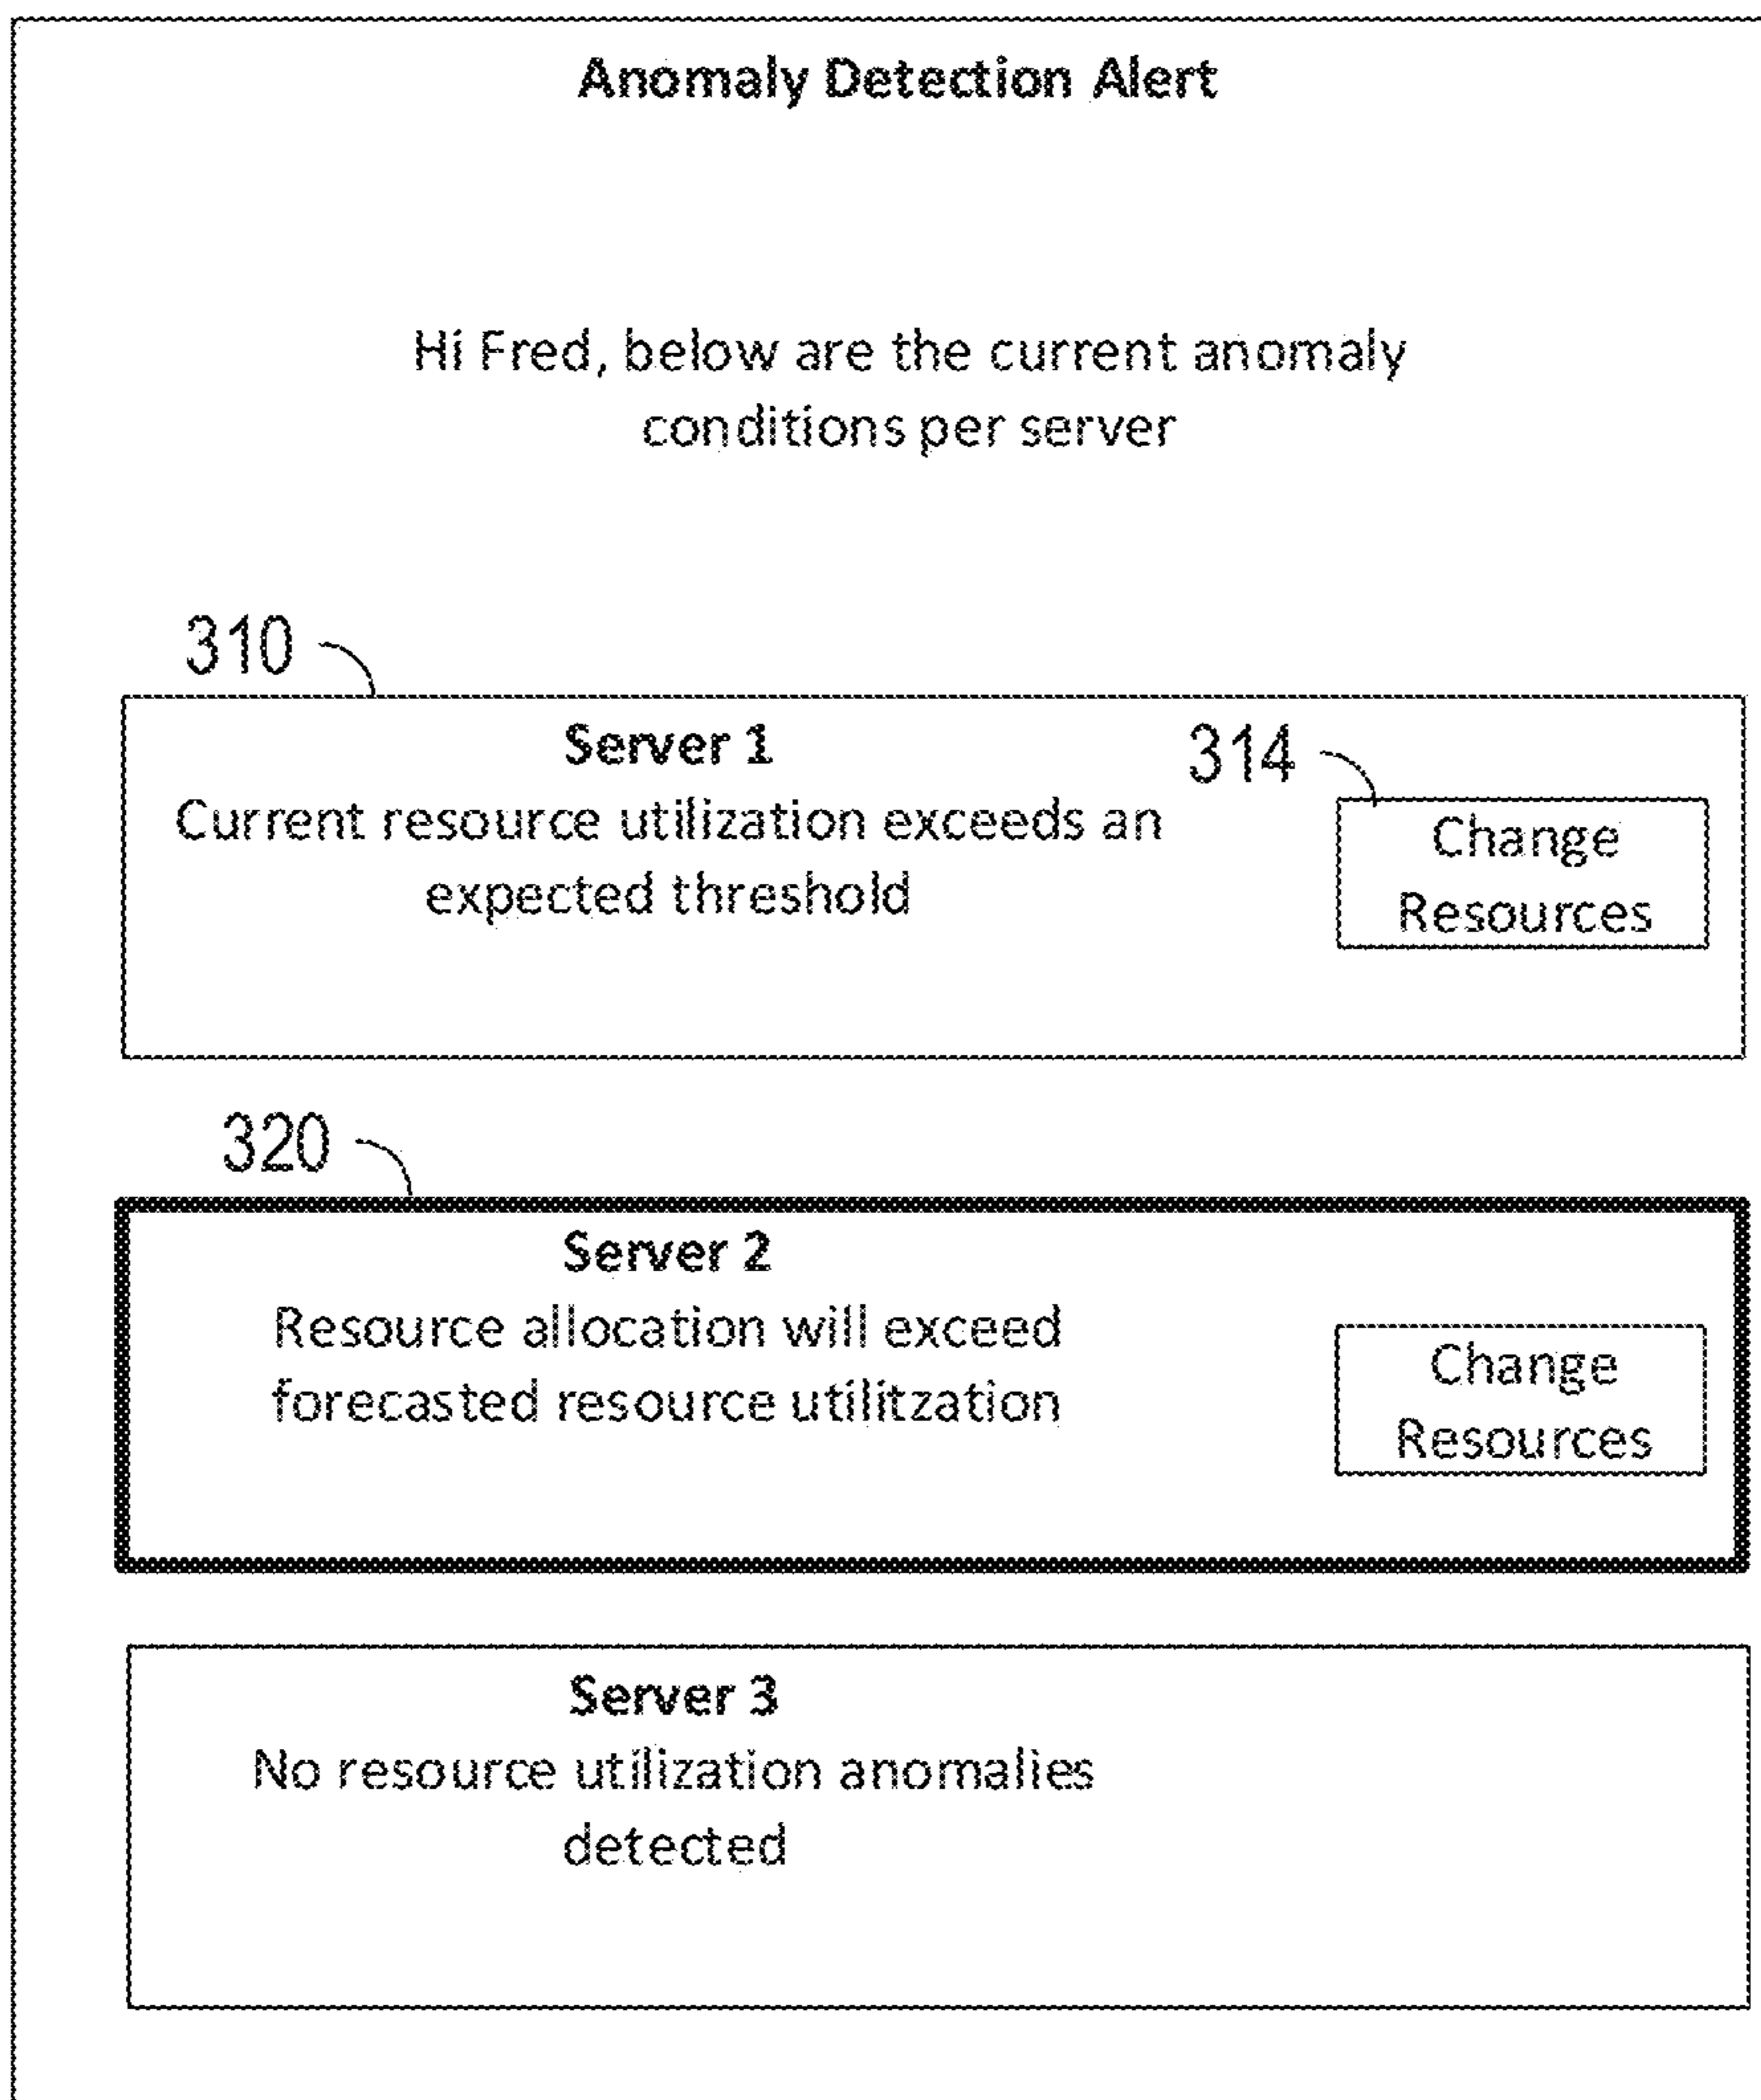 Anomaly Detection Alert
Hi Fred, below are the current anomaly
conditions per server
310
Server 1
314
Current resource utilization exceeds an
expected threshold
Change
Resources
320
Server 2
Resource allocation will exceed
forecasted resource utilitzation
Change
Resources
Server 3
No resource utilization anomalies
detected